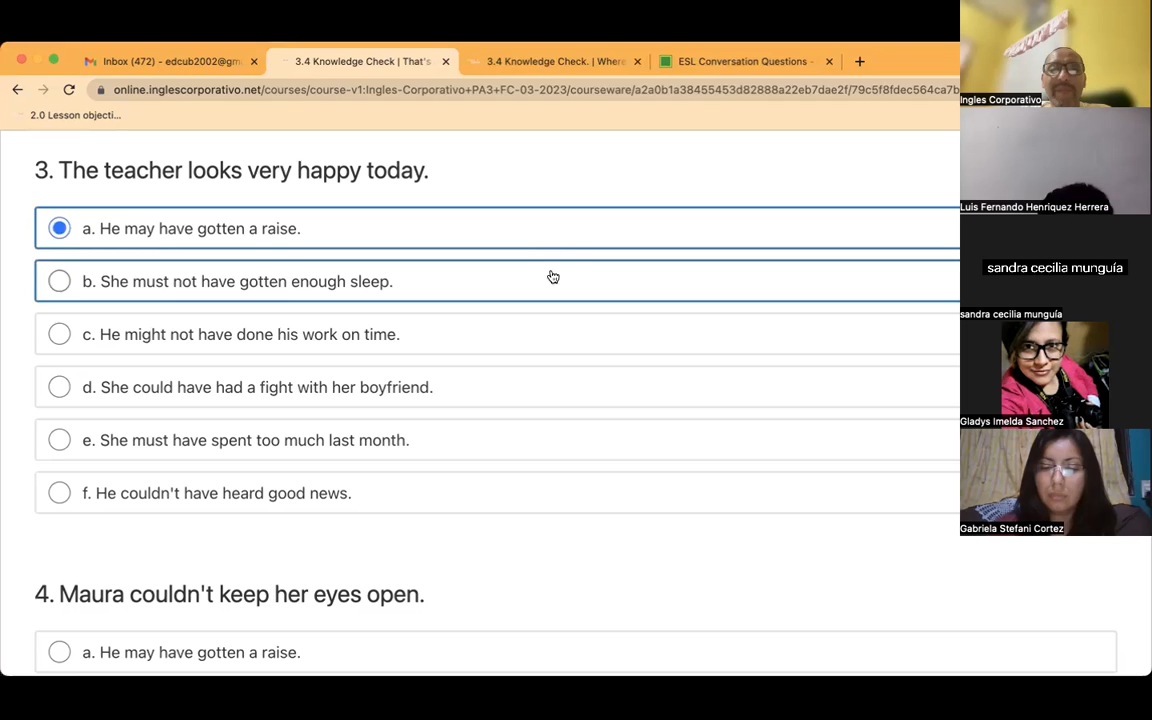 Inbox (472) - edcub2002@gm
3.4 Knowledge Check | That's
3.4 Knowledge Check. | Where
ESL Conversation Questions -
online.inglescorporativo.net/courses/course-v1:Ingles-Corporativo+PA3+FC-03-2023/courseware/a2a0b1a38455453d82888a22eb7dae2f/79c5f8fdec564ca7b
2.0 Lesson objecti...
3. The teacher looks very happy today.
a. He may have gotten a raise.
b. She must not have gotten enough sleep.
c. He might not have done his work on time.
d. She could have had a fight with her boyfriend.
e. She must have spent too much last month.
f. He couldn't have heard good news.
4. Maura couldn't keep her eyes open.
a. He may have gotten a raise.
Ingles Corporativo
Luis Fernando Henriquez Herrera
sandra cecilia munguía
sandra cecilia munguía
Gladys Imelda Sanchez
Gabriela Stefani Cortez